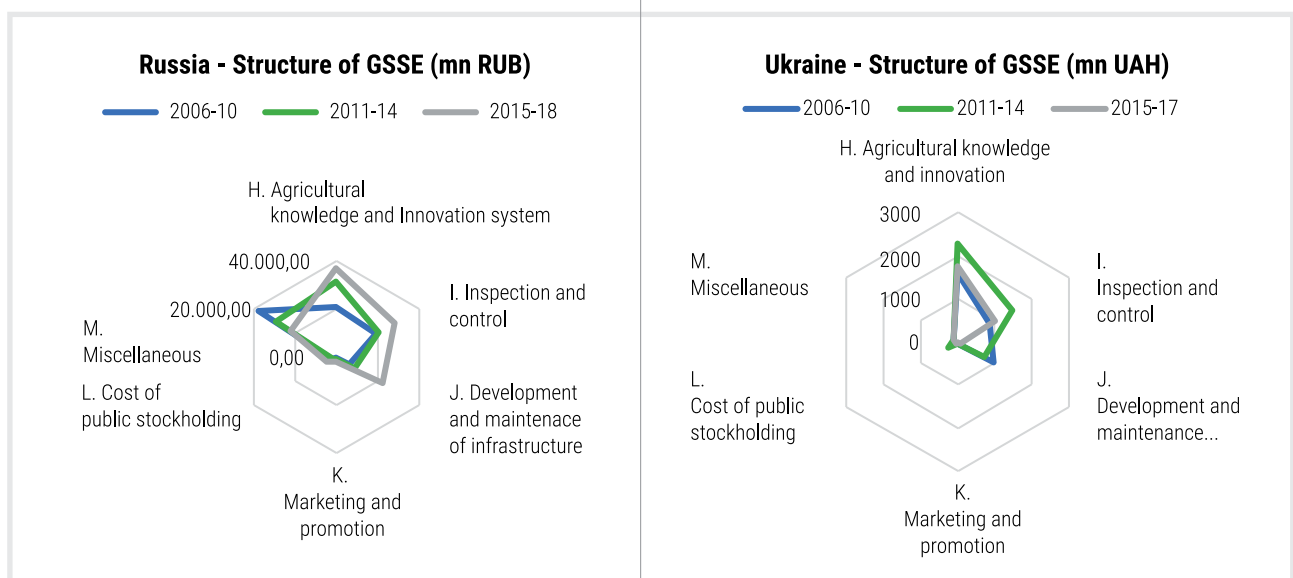 Russia - Structure of GSSE (mn RUB)
2006-10 2011-14 2015-18
H. Agricultural
knowledge and Innovation system
40.000,00
20.000,00
0,00
I. Inspection and
control
M.
Miscellaneous
L. Cost of
public stockholding
J. Development
and maintenace
of infrastructure
K.
Marketing and
promotion
Ukraine - Structure of GSSE (mn UAH)
2006-10 2011-14 2015-17
H. Agricultural knowledge
and innovation
3000
2000
1000
0
M.
Miscellaneous
I.
Inspection and
control
L.
Cost of public
stockholding
J.
Development and
maintenance...
K.
Marketing and
promotion